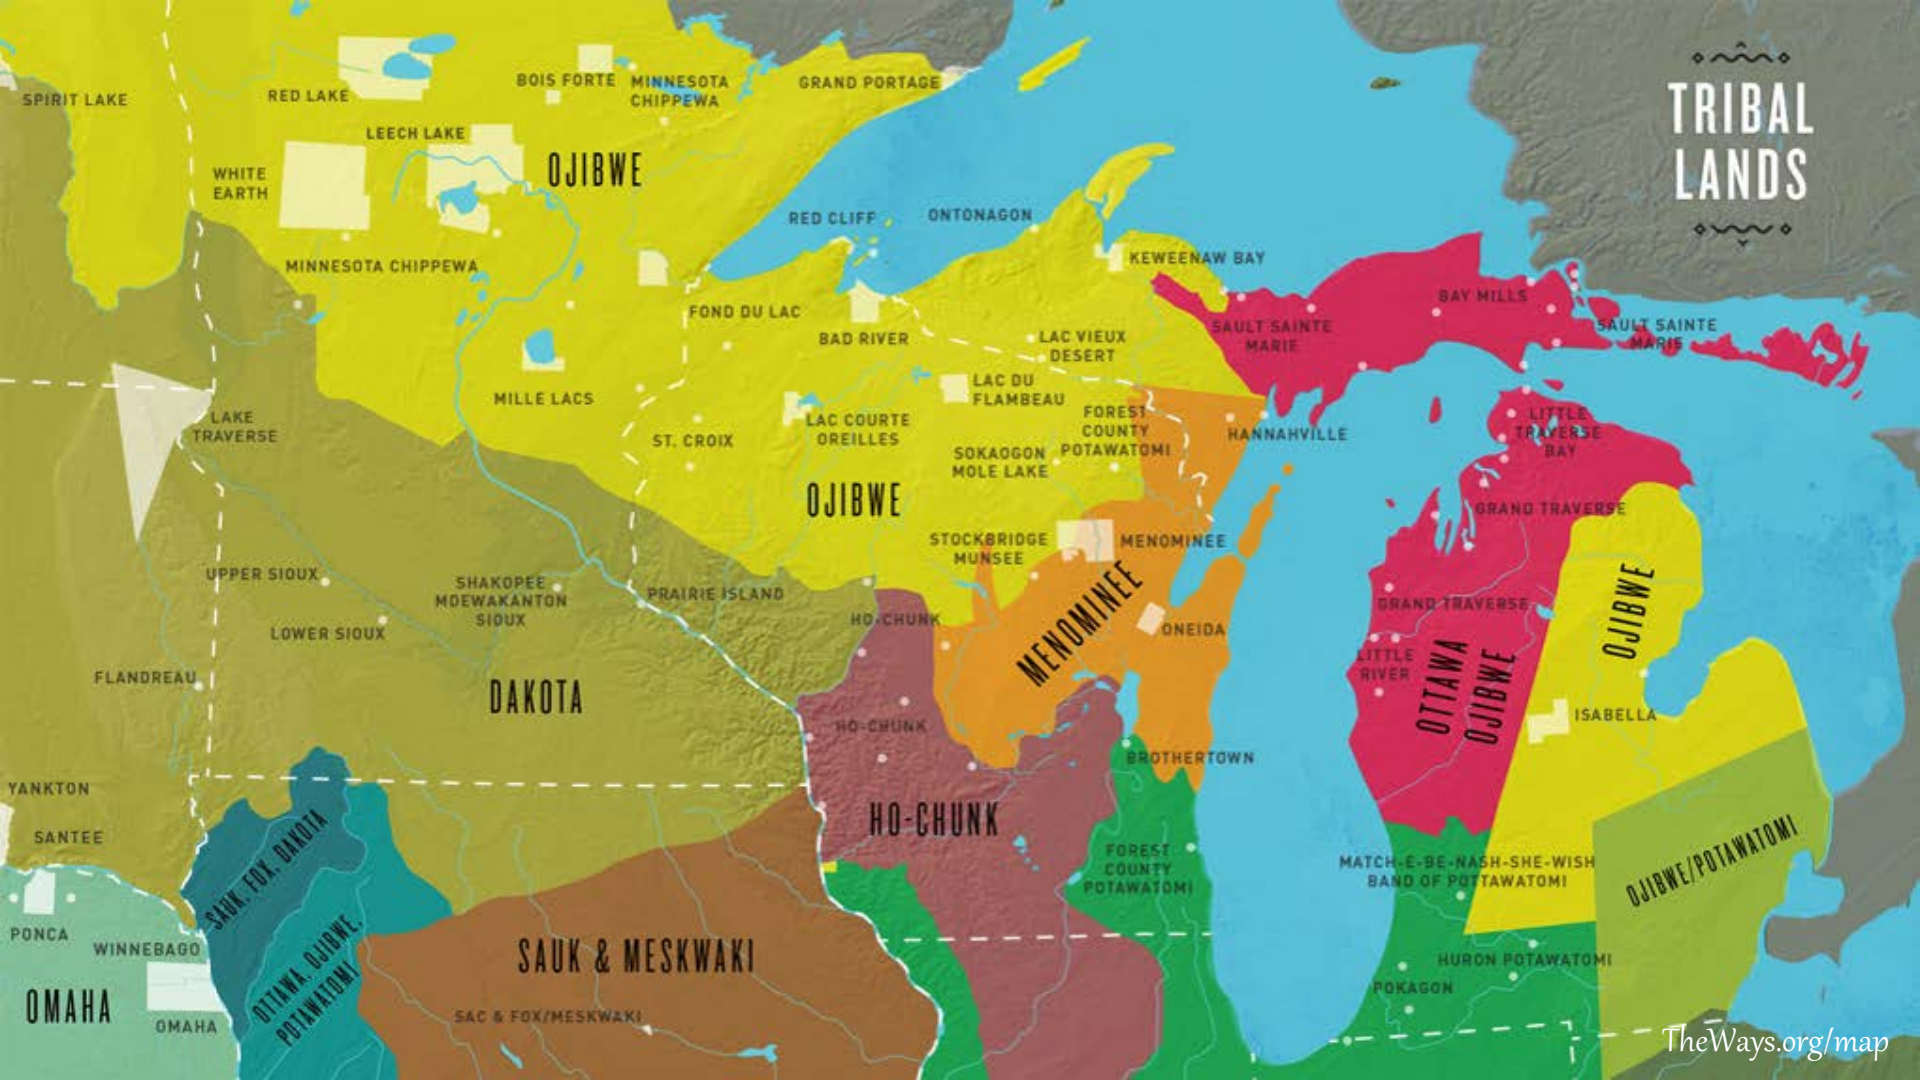 TRIBAL
LANDS
SPIRIT LAKE
RED LAKE
BOIS FORTE
MINNESOTA
CHIPPEWA
GRAND PORTAGE
LEECH LAKE
WHITE
EARTH
OJIBWE
MINNESOTA CHIPPEWA
RED CLIFF
ONTONAGON
KEWEENAW BAY
FOND DU LAC
BAD RIVER
LAC VIEUX
DESERT
SAULT SAINTE
MARIE
BAY MILLS
SAULT SAINTE
MARIE
MILLE LACS
LAC DU
FLAMBEAU
LAC COURTE
OREILLES
FOREST
COUNTY
POTAWATOMI
HANNAHVILLE
LITTLE
TRAVERSE
BAY
LAKE
TRAVERSE
ST. CROIX
SOKAOGON
MOLE LAKE
OJIBWE
GRAND TRAVERSE
STOCKBRIDGE
MUNSEE
MENOMINEE
UPPER SIOUX
SHAKOPEE
MDEWAKANTON
SIOUX
PRAIRIE ISLAND
LOWER SIOUX
HO-CHUNK
MENOMINEE
ONEIDA
GRAND TRAVERSE
OJIBWE
LITTLE
RIVER
OTTAWA
OJIBWE
FLANDREAU
DAKOTA
HO-CHUNK
ISABELLA
BROTHERTOWN
YANKTON
SANTEE
SAUK, FOX, DAKOTA
HO-CHUNK
FOREST
COUNTY
POTAWATOMI
MATCH-E-BE-NASH-SHE-WISH
BAND OF POTTAWATOMI
OJIBWE/POTAWATOMI
PONCA
WINNEBAGO
OTTAWA, OJIBWE,
POTAWATOMI
SAUK & MESKWAKI
HURON POTAWATOMI
POKAGON
OMAHA
OMAHA
SAC & FOX/MESKWAKI
TheWays.org/map